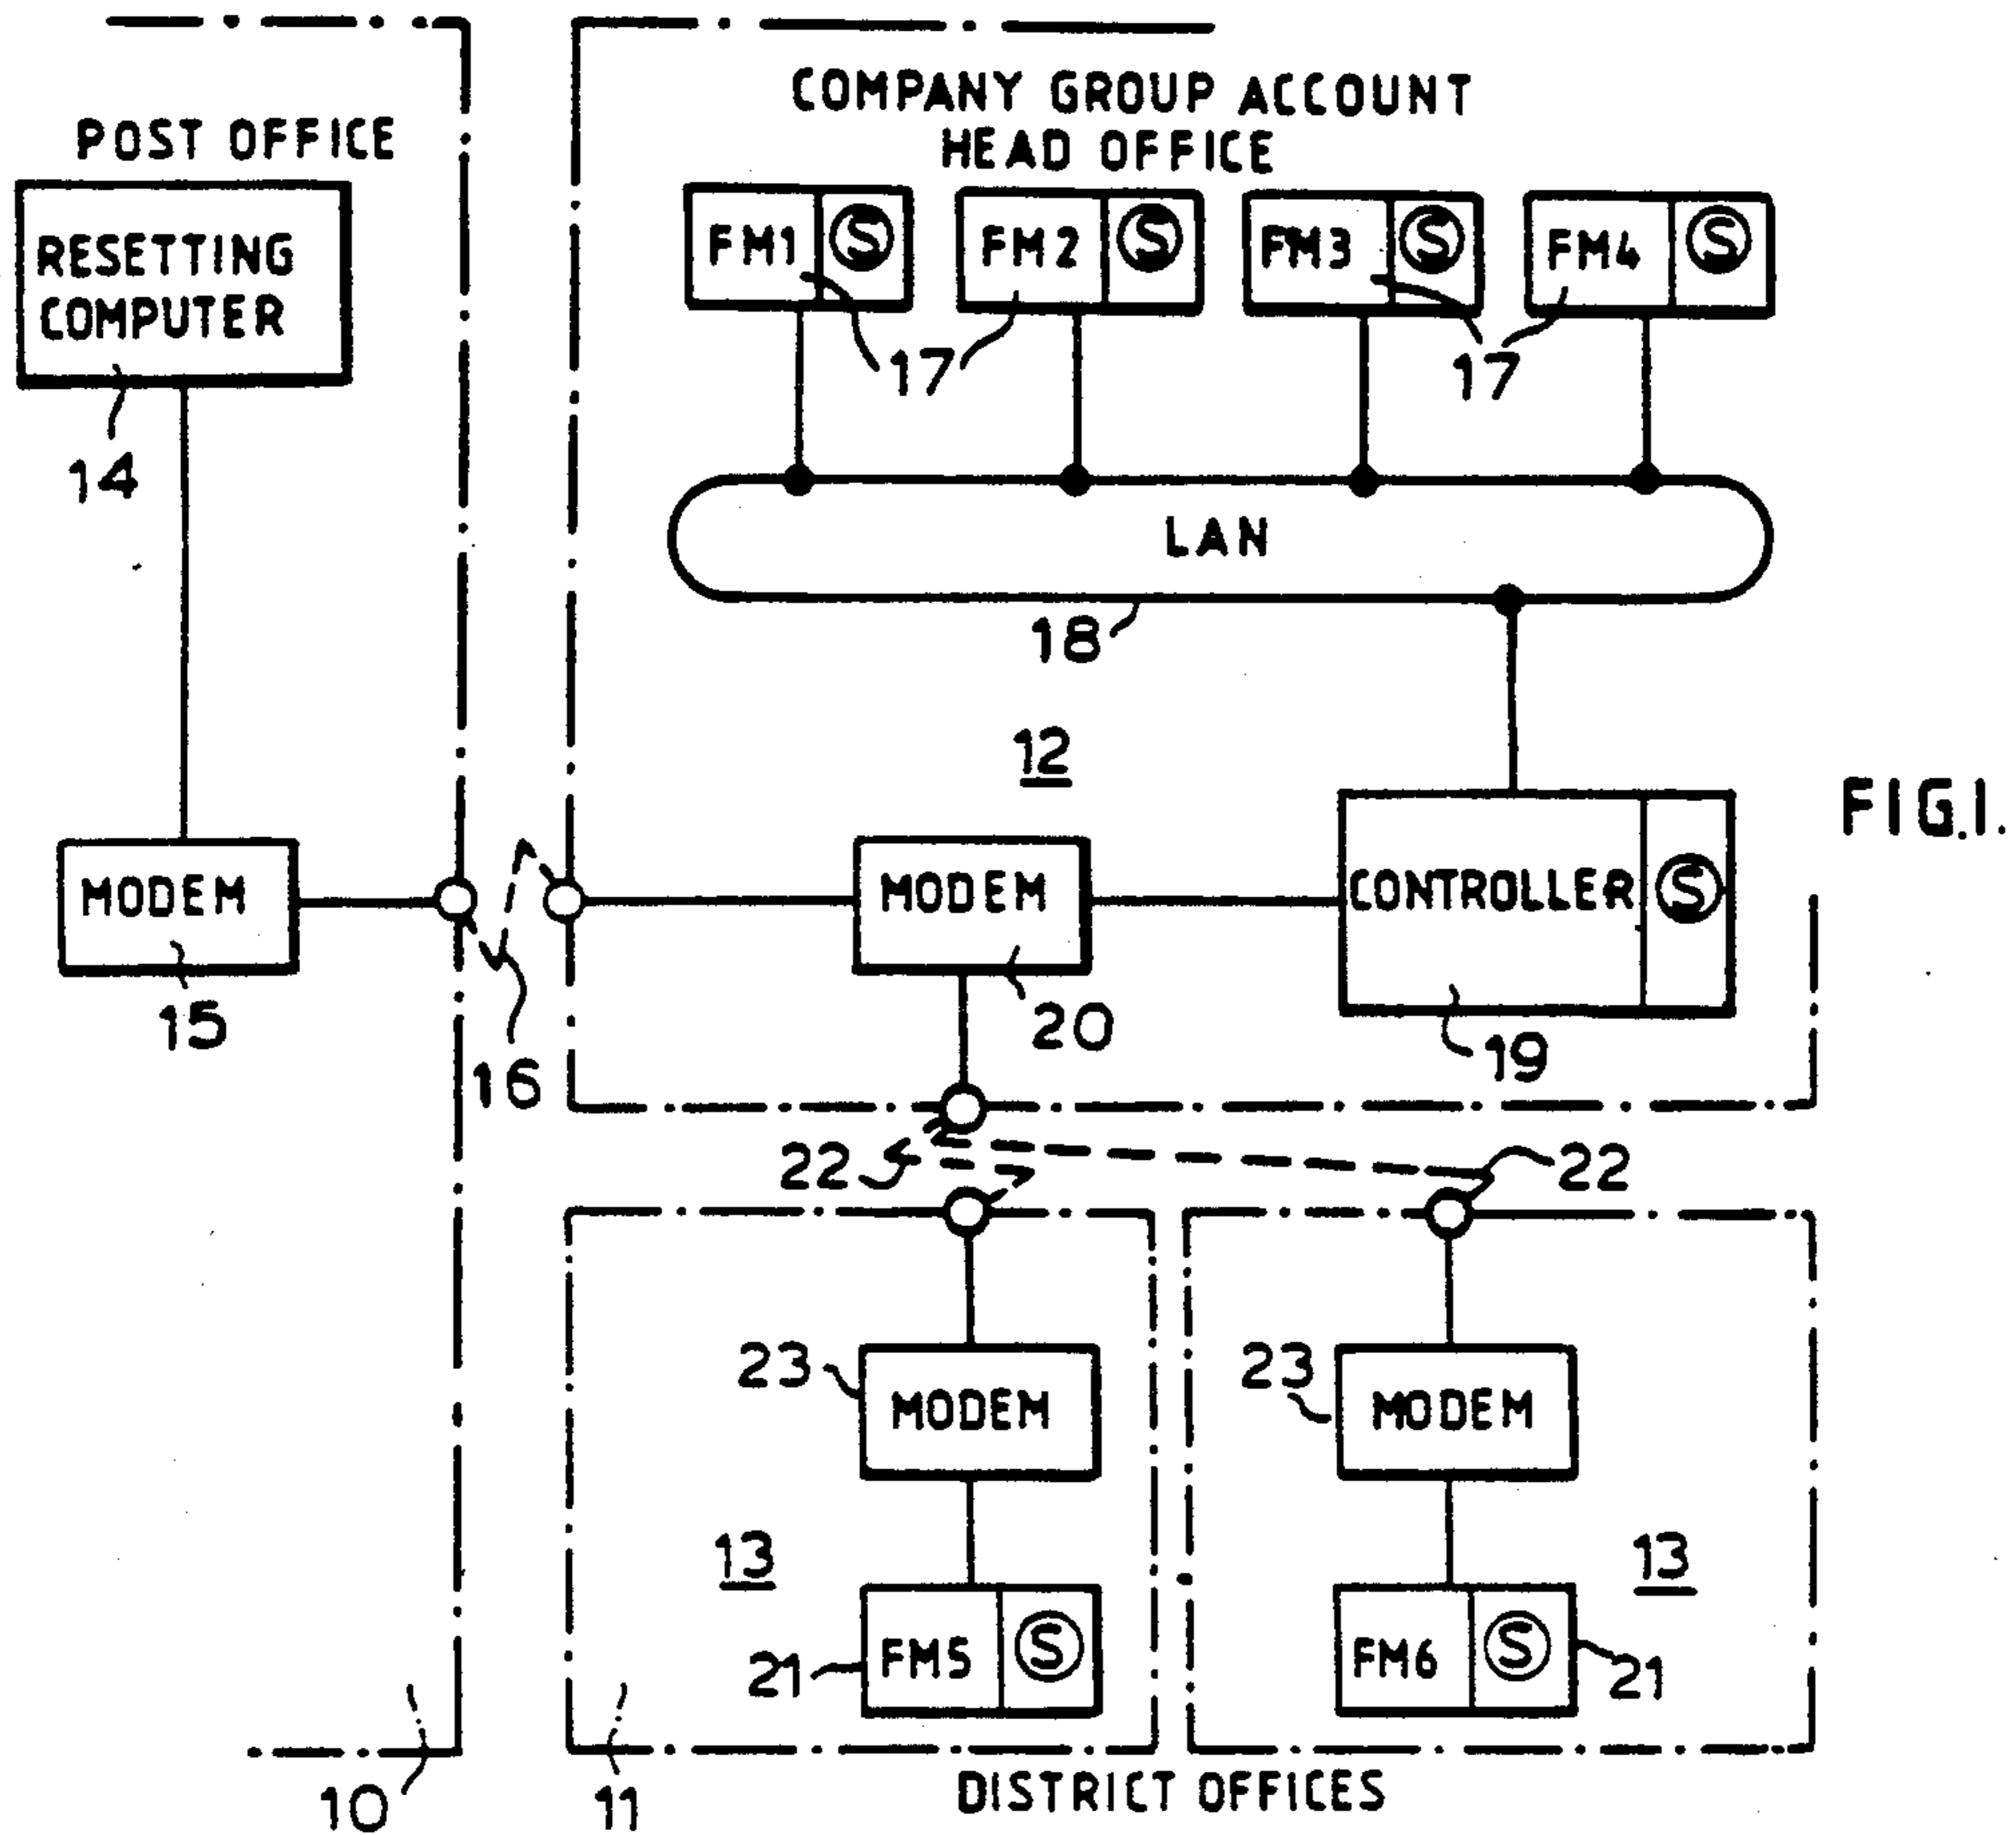 POST OFFICE
COMPANY GROUP ACCOUNT
HEAD OFFICE
RESETTING
COMPUTER
14
FM1 S
FM2 S
FM3 S
FM4 S
17
17
LAN
18
12
MODEM
15
16
MODEM
20
CONTROLLER S
19
FIG.1.
22
22
23
MODEM
23
MODEM
13
13
21
FM5 S
FM6 S
21
10
11
DISTRICT OFFICES